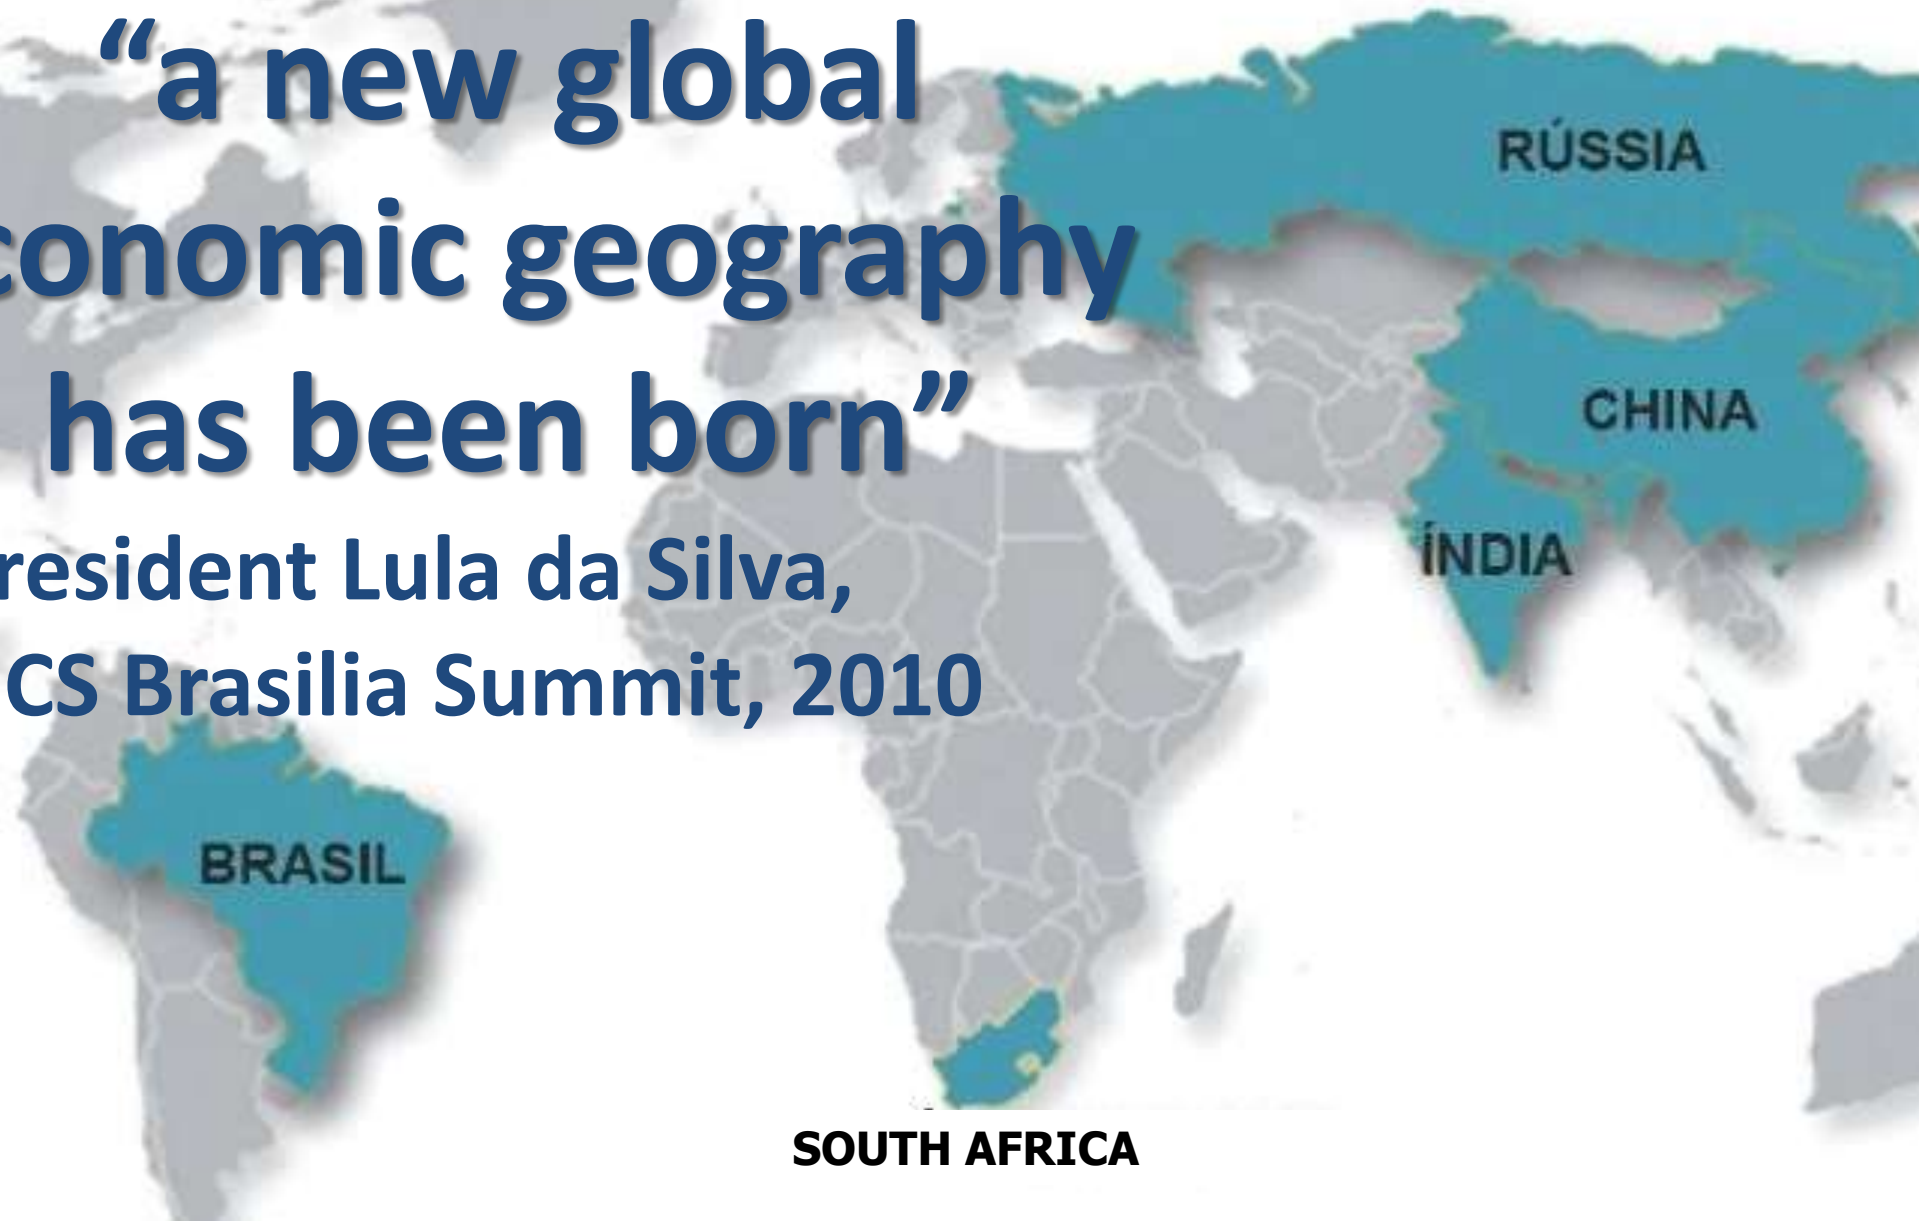 “a new global
conomic geography
has been born”
resident Lula da Silva,
CS Brasilia Summit, 2010
RÚSSIA
CHINA
ÍNDIA
BRASIL
SOUTH AFRICA